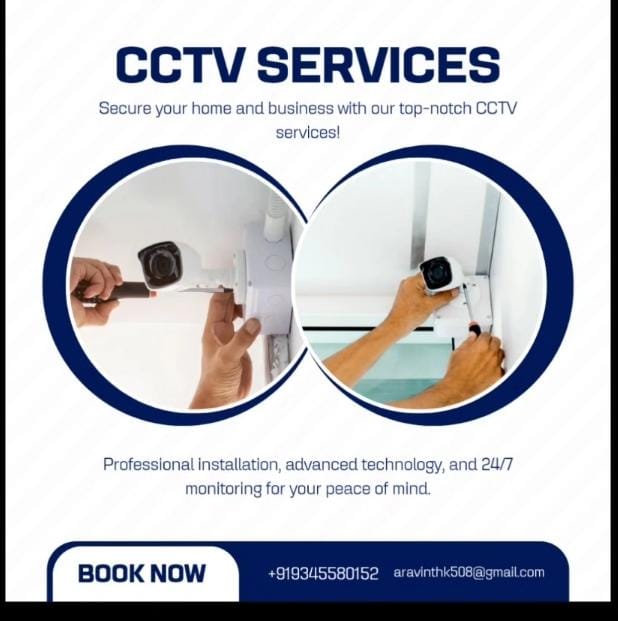 CCTV SERVICES
Secure your home and business with our top-notch CCTV
services!
Professional installation, advanced technology, and 24/7
monitoring for your peace of mind.
BOOK NOW
+919345580152
aravinthk508@gmail.com